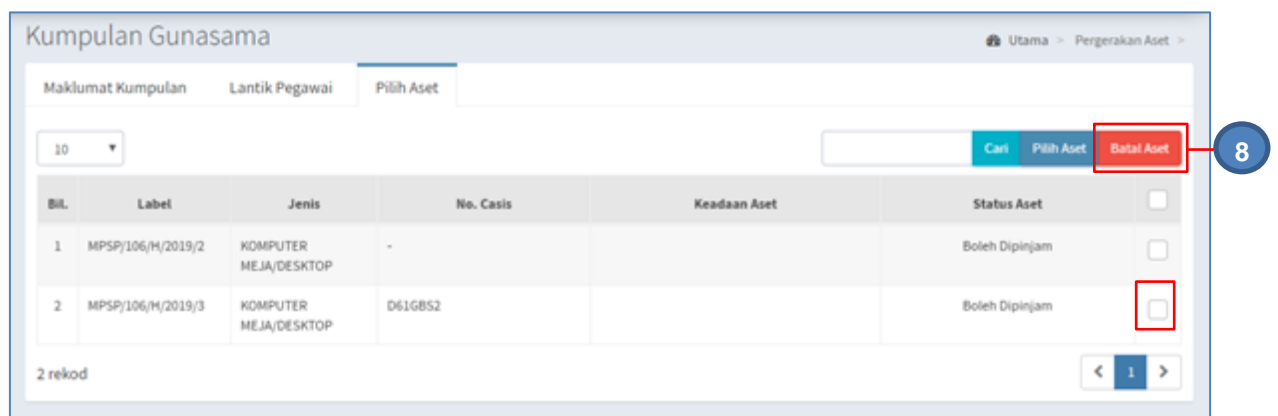 Kumpulan Gunasama
Utama > Pergerakan Aset >
Maklumat Kumpulan Lantik Pegawai Pilih Aset
10
Cari Pilih Aset Batal Aset
8
Bil. Label Jenis No. Casis Keadaan Aset Status Aset
1 MPSP/106/H/2019/2 KOMPUTER - Boleh Dipinjam
MEJA/DESKTOP
2 MPSP/106/H/2019/3 KOMPUTER D61GBS2 Boleh Dipinjam
MEJA/DESKTOP
2 rekod
< 1 >